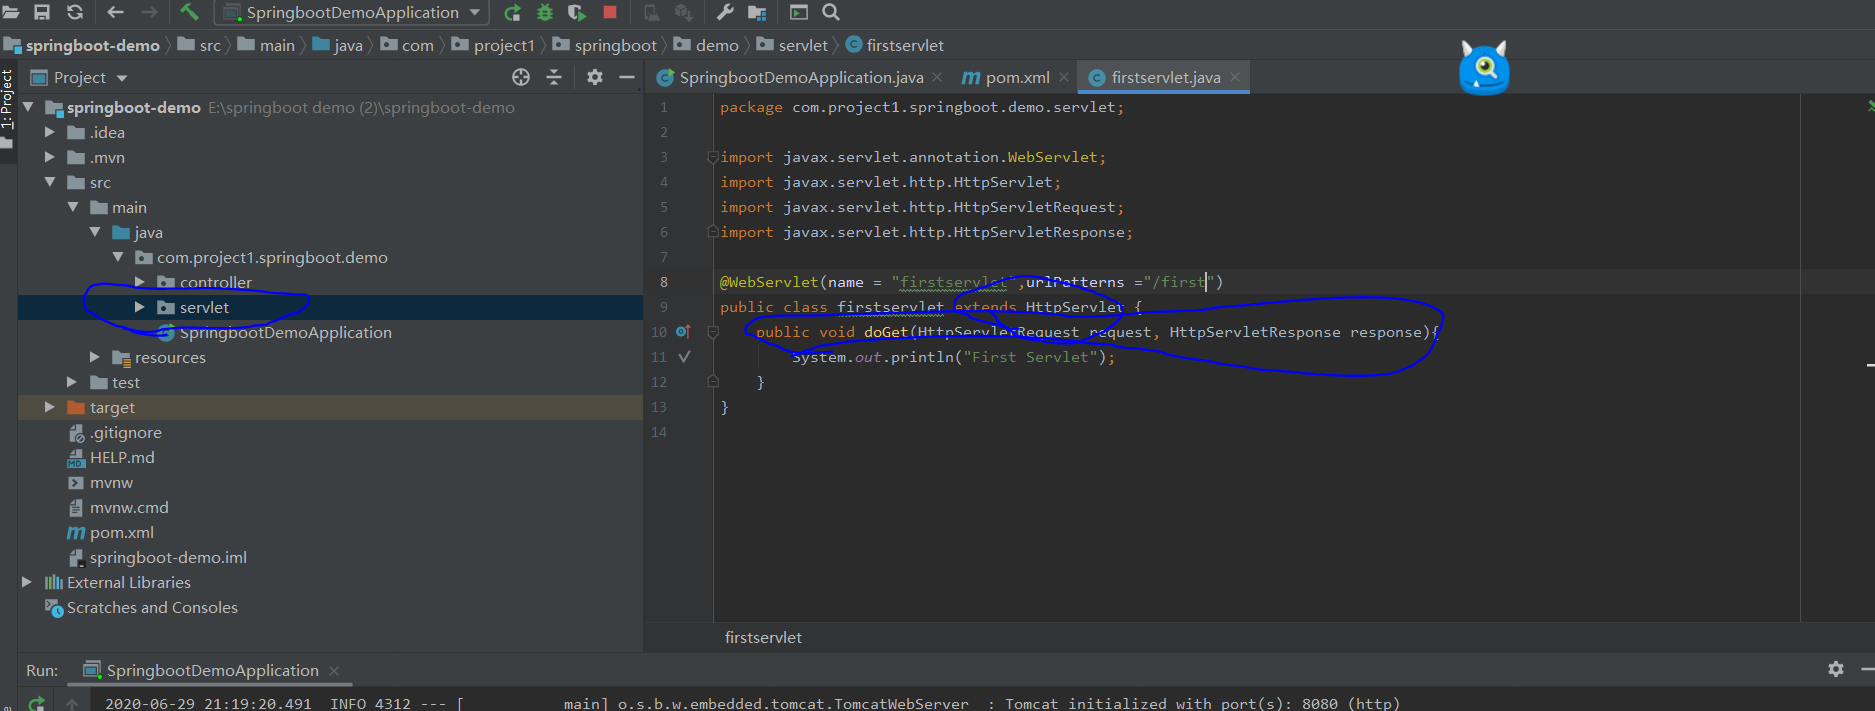 SpringbootDemoApplication
springboot-demo src main java com project1 springboot demo servlet firstservlet
Project
SpringbootDemoApplication.java pom.xml firstservlet.java
1: Project
springboot-demo E:\springboot demo (2)\springboot-demo
.idea
.mvn
src
main
java
com.project1.springboot.demo
controller
servlet
SpringbootDemoApplication
resources
test
target
.gitignore
HELP.md
mvnw
mvnw.cmd
pom.xml
springboot-demo.iml
External Libraries
Scratches and Consoles
1 package com.project1.springboot.demo.servlet;
2
3 import javax.servlet.annotation.WebServlet;
4 import javax.servlet.http.HttpServlet;
5 import javax.servlet.http.HttpServletRequest;
6 import javax.servlet.http.HttpServletResponse;
7
8 @WebServlet(name = "firstservlet",urlPatterns ="/first")
9 public class firstservlet extends HttpServlet {
10 public void doGet(HttpServletRequest request, HttpServletResponse response){
11 System.out.println("First Servlet");
12 }
13 }
14
firstservlet
Run: SpringbootDemoApplication
2020-06-29 21:19:20.491 INFO 4312 --- [ main] o.s.b.w.embedded.tomcat.TomcatWebServer : Tomcat initialized with port(s): 8080 (http)